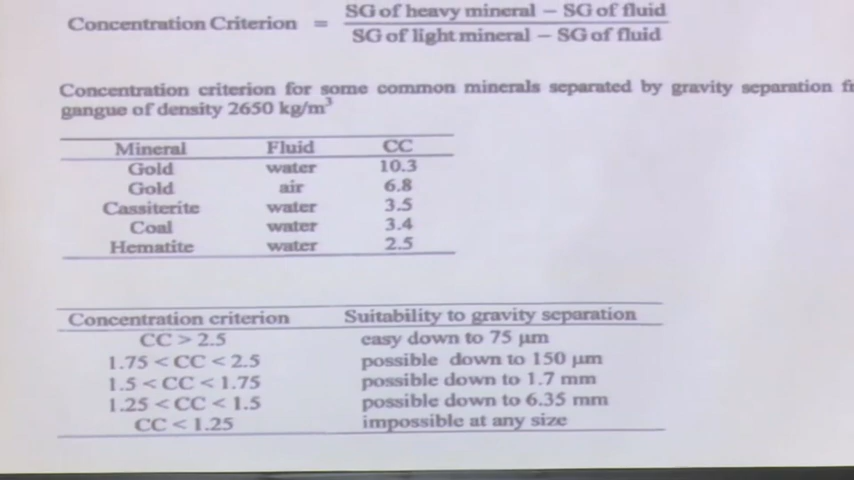 Concentration Criterion = SG of heavy mineral − SG of fluid
SG of light mineral − SG of fluid
Concentration criterion for some common minerals separated by gravity separation
gangue of density 2650 kg/m³
Mineral Fluid CC
Gold water 10.3
Gold air 6.8
Cassiterite water 3.5
Coal water 3.4
Hematite water 2.5
Concentration criterion Suitability to gravity separation
CC > 2.5 easy down to 75 μm
1.75 < CC < 2.5 possible down to 150 μm
1.5 < CC < 1.75 possible down to 1.7 mm
1.25 < CC < 1.5 possible down to 6.35 mm
CC < 1.25 impossible at any size